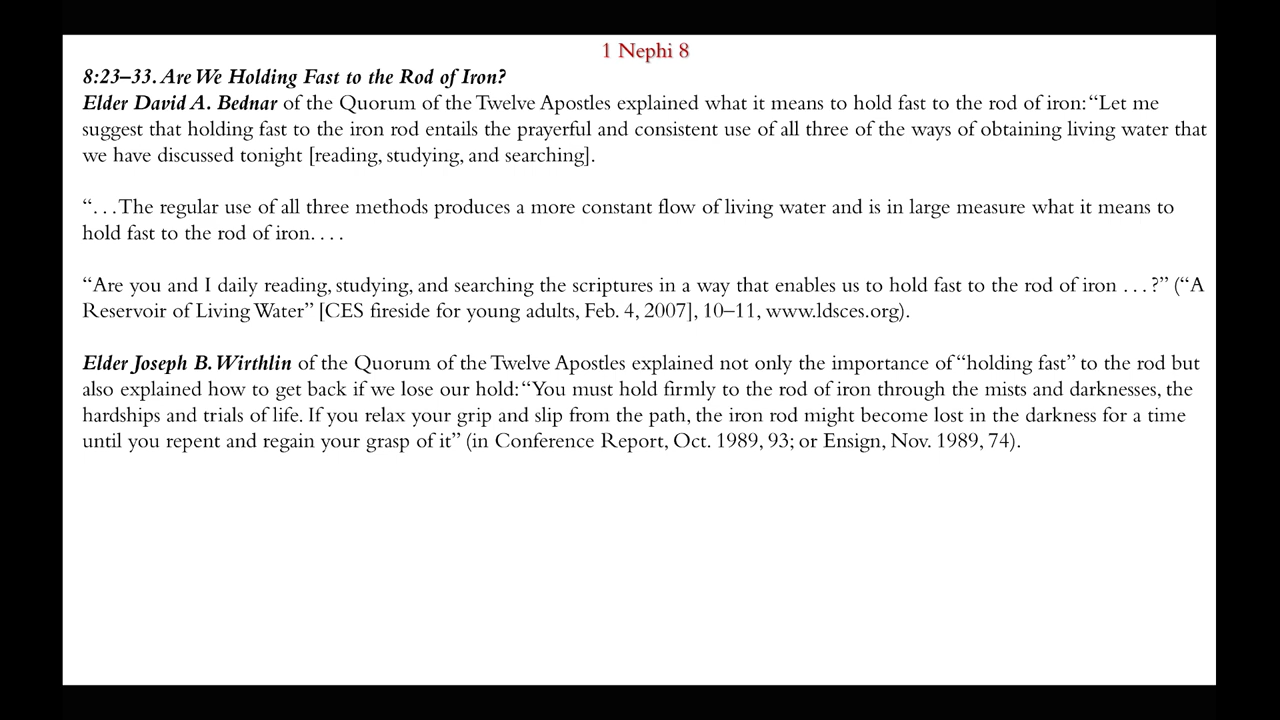 1 Nephi 8
8:23–33. Are We Holding Fast to the Rod of Iron?
Elder David A. Bednar of the Quorum of the Twelve Apostles explained what it means to hold fast to the rod of iron: “Let me
suggest that holding fast to the iron rod entails the prayerful and consistent use of all three of the ways of obtaining living water that
we have discussed tonight [reading, studying, and searching].
“. . .The regular use of all three methods produces a more constant flow of living water and is in large measure what it means to
hold fast to the rod of iron. . . .
“Are you and I daily reading, studying, and searching the scriptures in a way that enables us to hold fast to the rod of iron . . . ?” (“A
Reservoir of Living Water” [CES fireside for young adults, Feb. 4, 2007], 10–11, www.ldsces.org).
Elder Joseph B. Wirthlin of the Quorum of the Twelve Apostles explained not only the importance of “holding fast” to the rod but
also explained how to get back if we lose our hold: “You must hold firmly to the rod of iron through the mists and darknesses, the
hardships and trials of life. If you relax your grip and slip from the path, the iron rod might become lost in the darkness for a time
until you repent and regain your grasp of it” (in Conference Report, Oct. 1989, 93; or Ensign, Nov. 1989, 74).